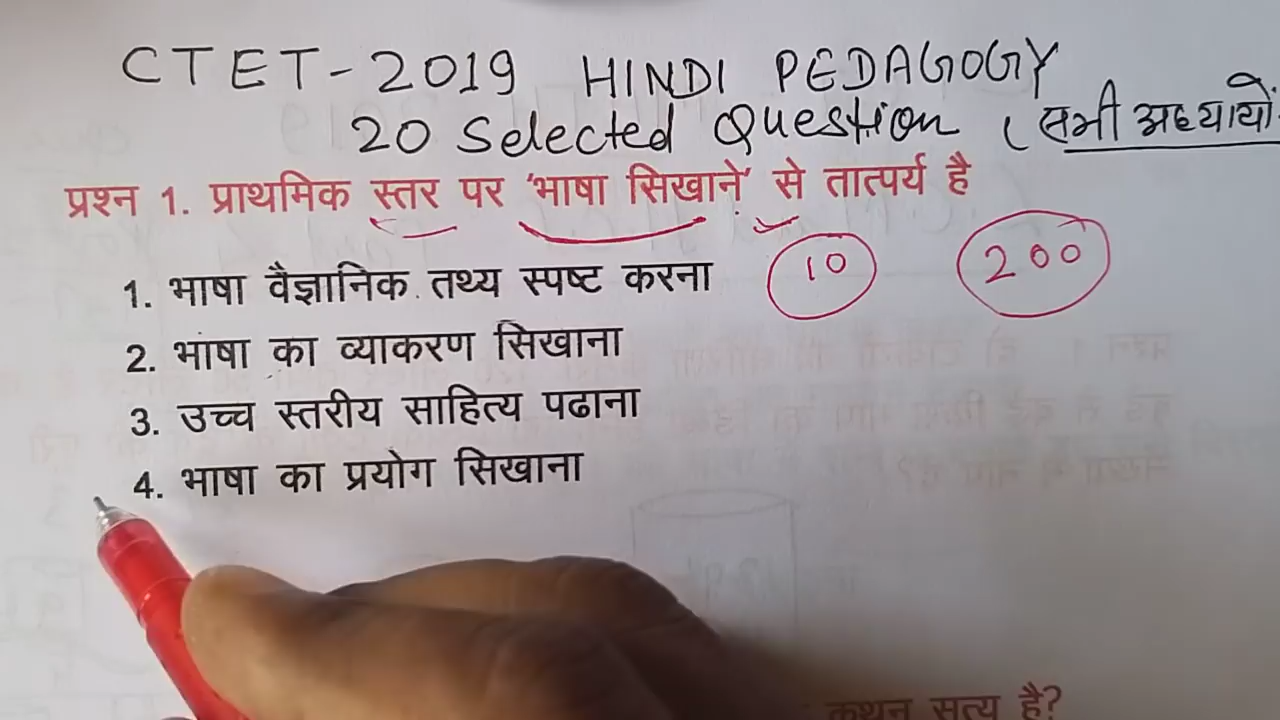 CTET-2019 HINDI PEDAGOGY
20 Selected Question (सभी अध्यायों
प्रश्न 1. प्राथमिक स्तर पर 'भाषा सिखाने' से तात्पर्य है
10 200
1. भाषा वैज्ञानिक तथ्य स्पष्ट करना
2. भाषा का व्याकरण सिखाना
3. उच्च स्तरीय साहित्य पढाना
4. भाषा का प्रयोग सिखाना
कथन सत्य है?